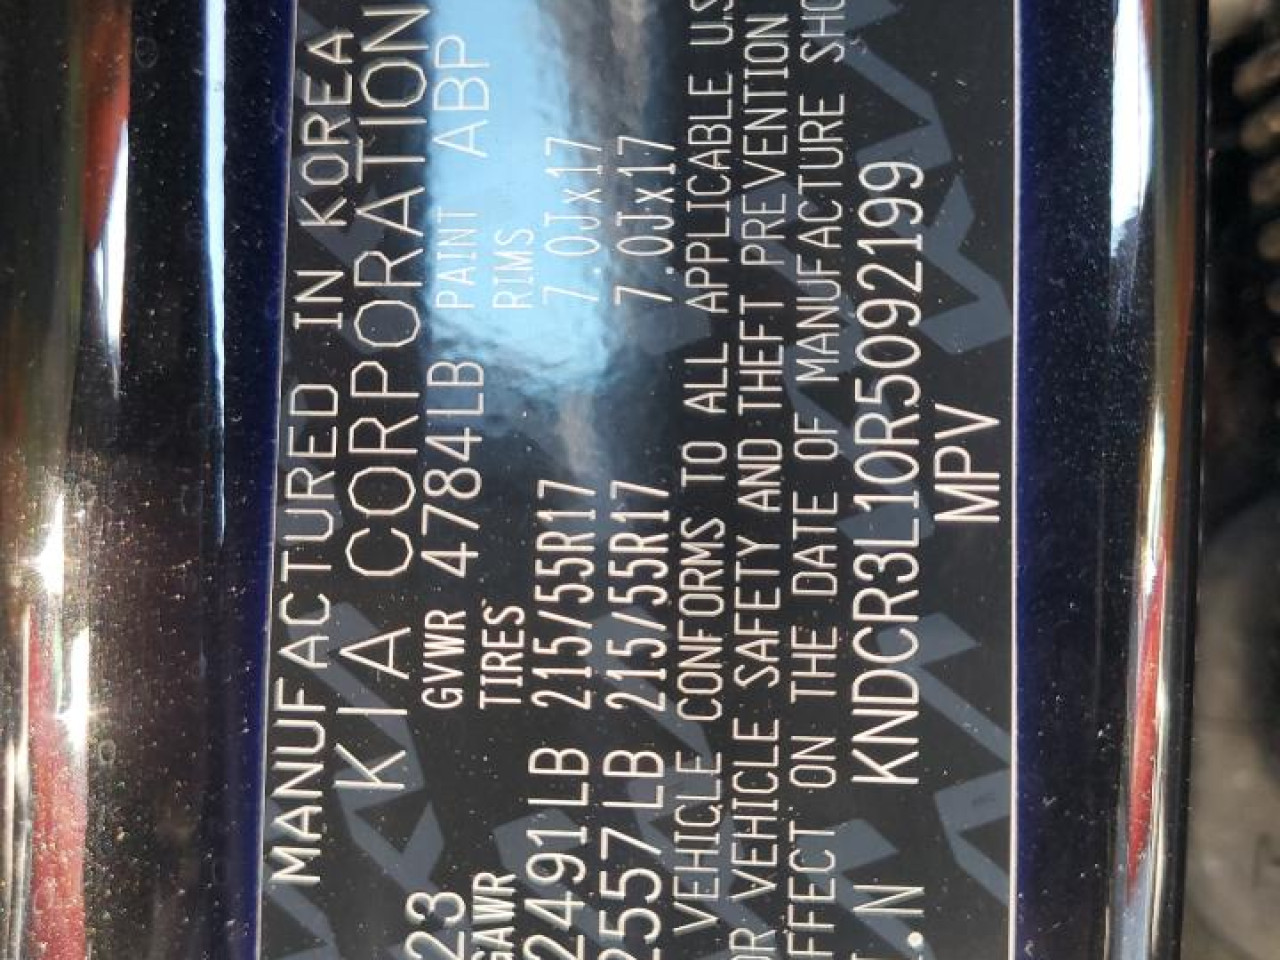 MANUFACTURED IN KOREA
KIA CORPORATION
23 GVWR 4784LB PAINT ABP
GAWR TIRES RIMS
2491LB 215/55R17 7.0Jx17
2557LB 215/55R17 7.0Jx17
VEHICLE CONFORMS TO ALL APPLICABLE U.S
OR VEHICLE SAFETY AND THEFT PREVENTION
FFECT ON THE DATE OF MANUFACTURE SHO
I.N KNDCR3L10R5092199
MPV